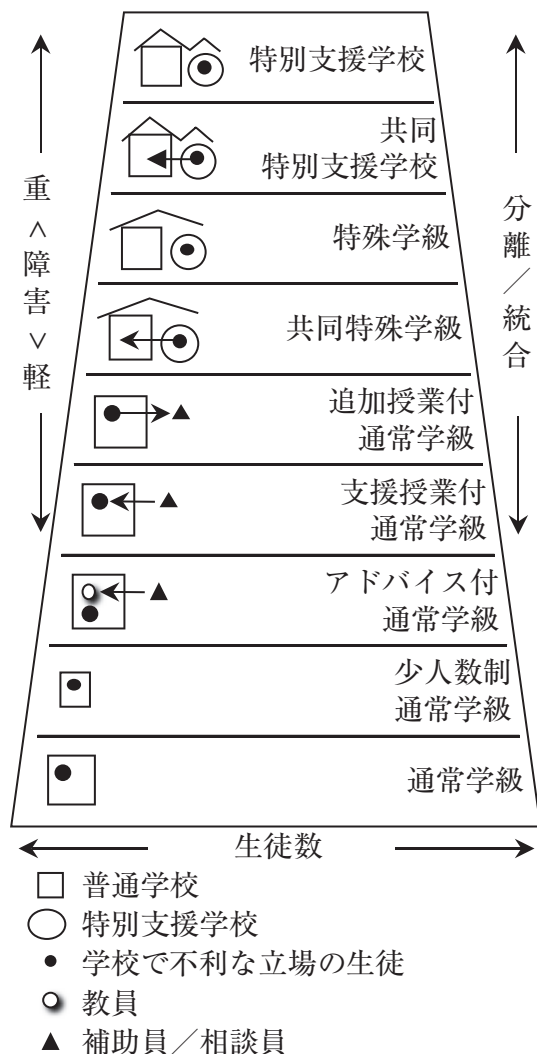 特別支援学校
共同
特別支援学校
特殊学級
共同特殊学級
追加授業付
通常学級
支援授業付
通常学級
アドバイス付
通常学級
少人数制
通常学級
通常学級
重<障害>軽
分離/統合
生徒数
普通学校
特別支援学校
学校で不利な立場の生徒
教員
補助員/相談員